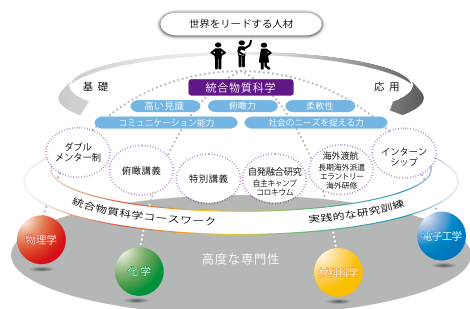 世界をリードする人材
基礎
応用
統合物質科学
高い見識
俯瞰力
柔軟性
コミュニケーション能力
社会のニーズを捉える力
ダブル
メンター制
俯瞰講義
特別講義
自発融合研究
自主キャンプ
コロキウム
海外渡航
長期海外派遣
エラントリー
海外研修
インターン
シップ
統合物質科学コースワーク
実践的な研究訓練
物理学
化学
材料科学
電子工学
高度な専門性